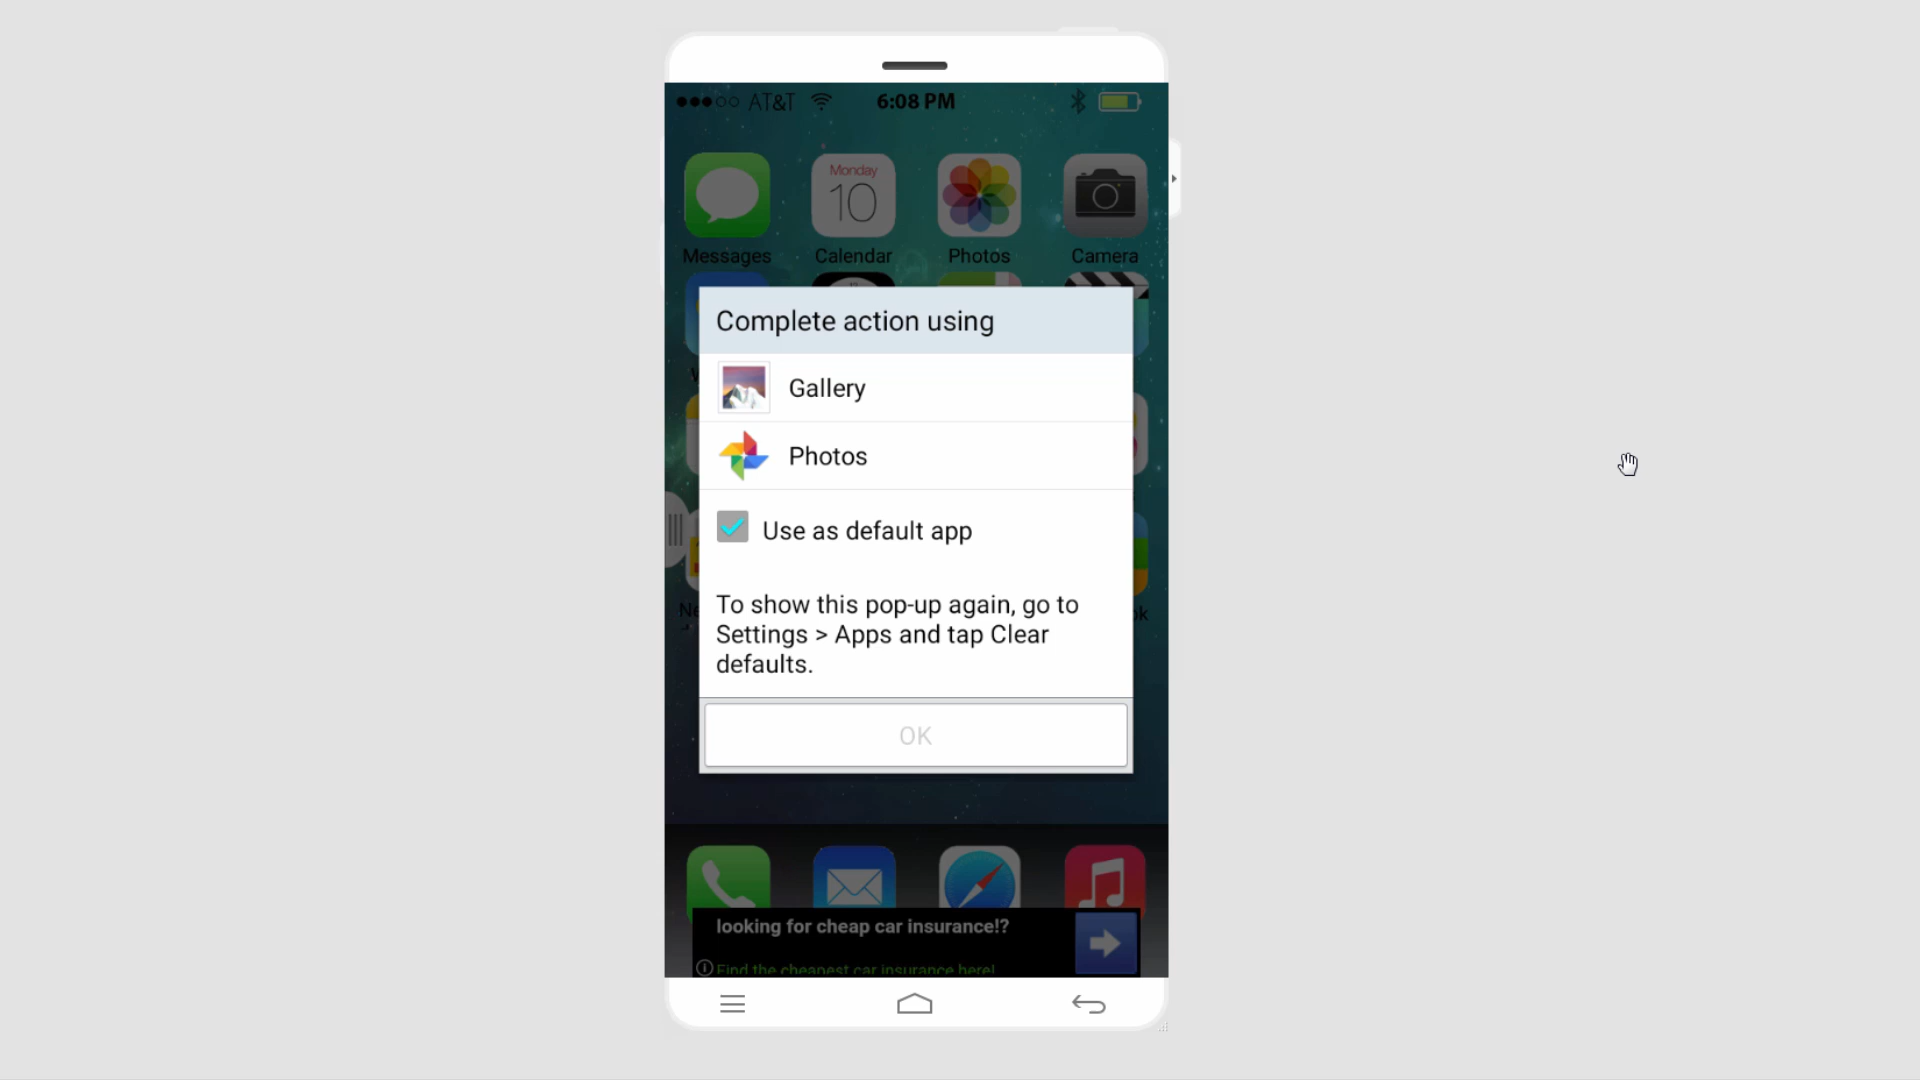 AT&T 6:08 PM
Monday
10
Messages Calendar Photos Camera
Complete action using
Gallery
Photos
Use as default app
To show this pop-up again, go to
Settings > Apps and tap Clear
defaults.
OK
looking for cheap car insurance!?
Find the cheapest car insurance here!